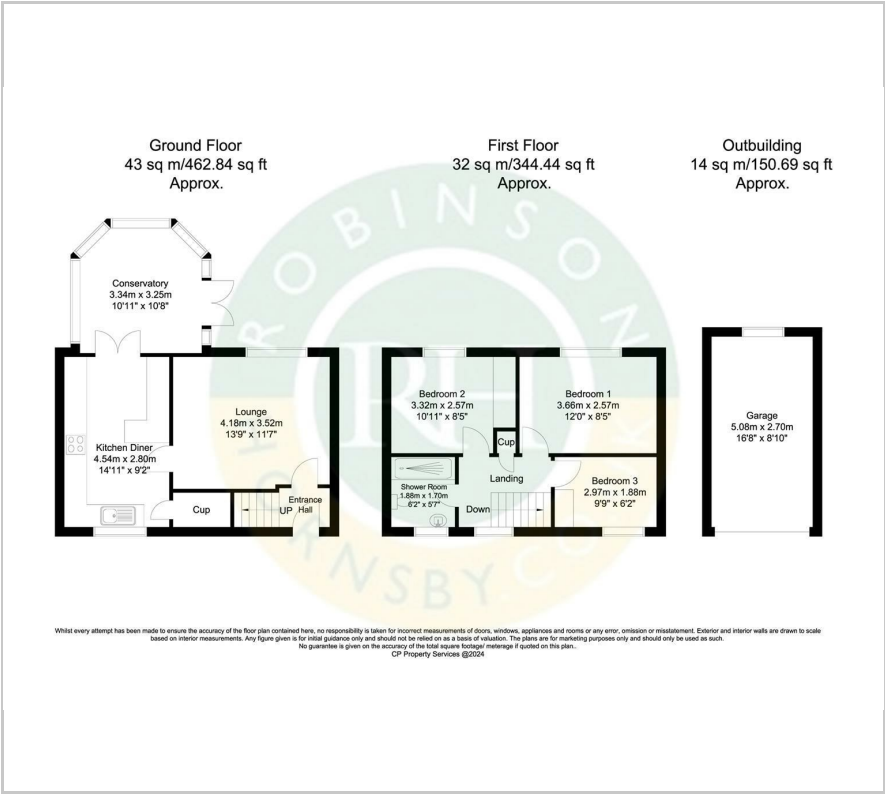 Ground Floor
43 sq m/462.84 sq ft
Approx.
First Floor
32 sq m/344.44 sq ft
Approx.
Outbuilding
14 sq m/150.69 sq ft
Approx.
ROBINSON
RH
HORNSBY.CO.UK
Conservatory
3.34m x 3.25m
10'11" x 10'8"
Lounge
4.18m x 3.52m
13'9" x 11'7"
Kitchen Diner
4.54m x 2.80m
14'11" x 9'2"
Cup
UP
Entrance
Hall
Bedroom 2
3.32m x 2.57m
10'11" x 8'5"
Bedroom 1
3.66m x 2.57m
12'0" x 8'5"
Cup
Landing
Shower Room
1.88m x 1.70m
6'2" x 5'7"
Down
Bedroom 3
2.97m x 1.88m
9'9" x 6'2"
Garage
5.08m x 2.70m
16'8" x 8'10"
Whilst every attempt has been made to ensure the accuracy of the floor plan contained here, no responsibility is taken for incorrect measurements of doors, windows, appliances and rooms or any error, omission or misstatement. Exterior and interior walls are drawn to scale
based on interior measurements. Any figure given is for initial guidance only and should not be relied on as a basis of valuation. The plans are for marketing purposes only and should only be used as such.
No guarantee is given on the accuracy of the total square footage/ meterage if quoted on this plan..
CP Property Services @2024